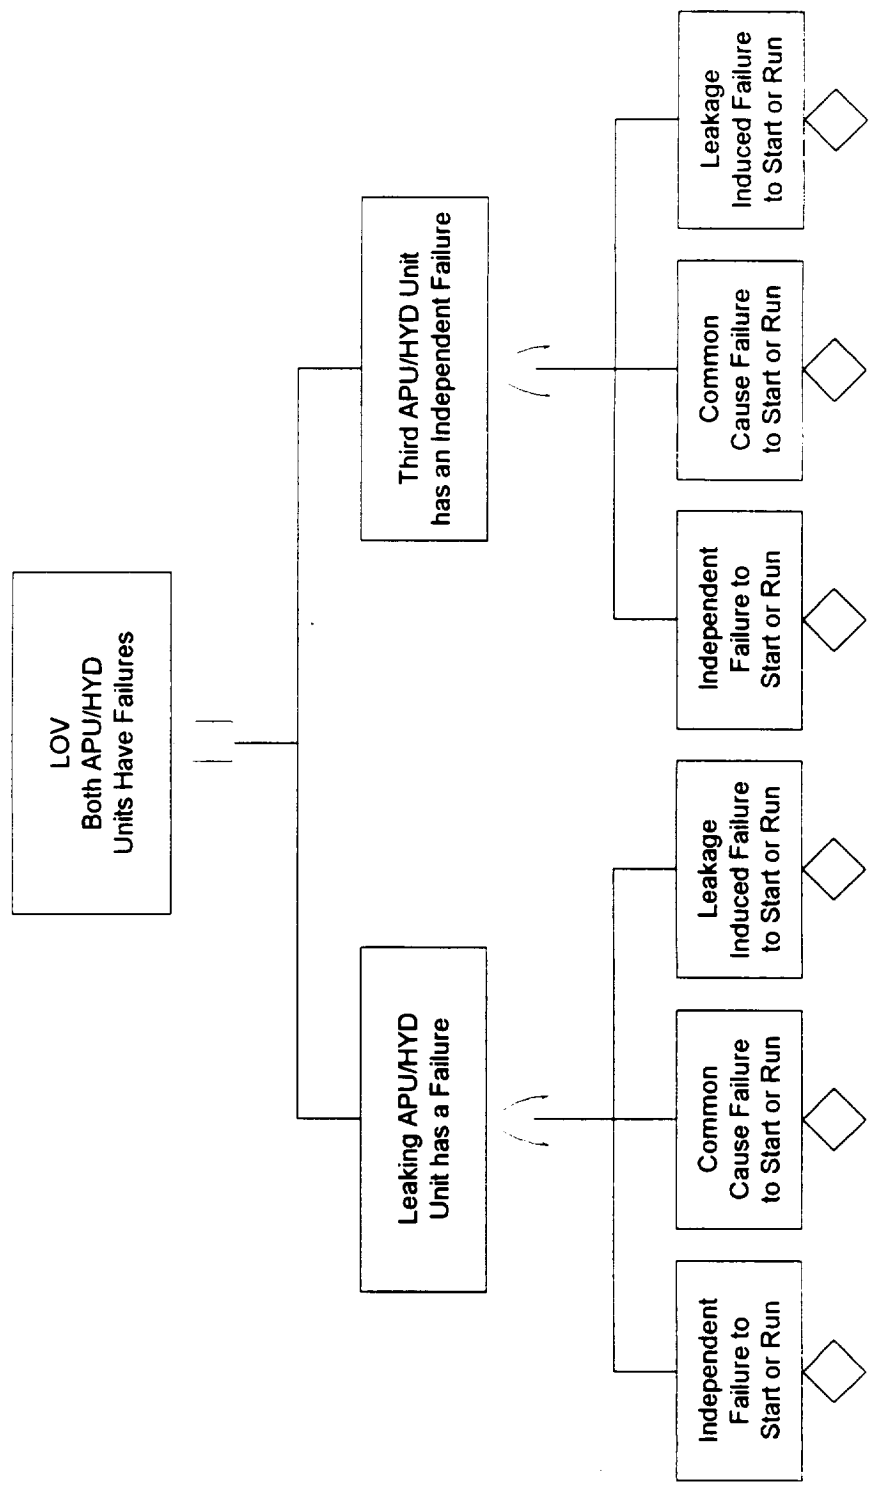 LOV
Both APU/HYD
Units Have Failures
Leaking APU/HYD
Unit has a Failure
Third APU/HYD Unit
has an Independent Failure
Independent
Failure to
Start or Run
Common
Cause Failure
to Start or Run
Leakage
Induced Failure
to Start or Run
Independent
Failure to
Start or Run
Common
Cause Failure
to Start or Run
Leakage
Induced Failure
to Start or Run